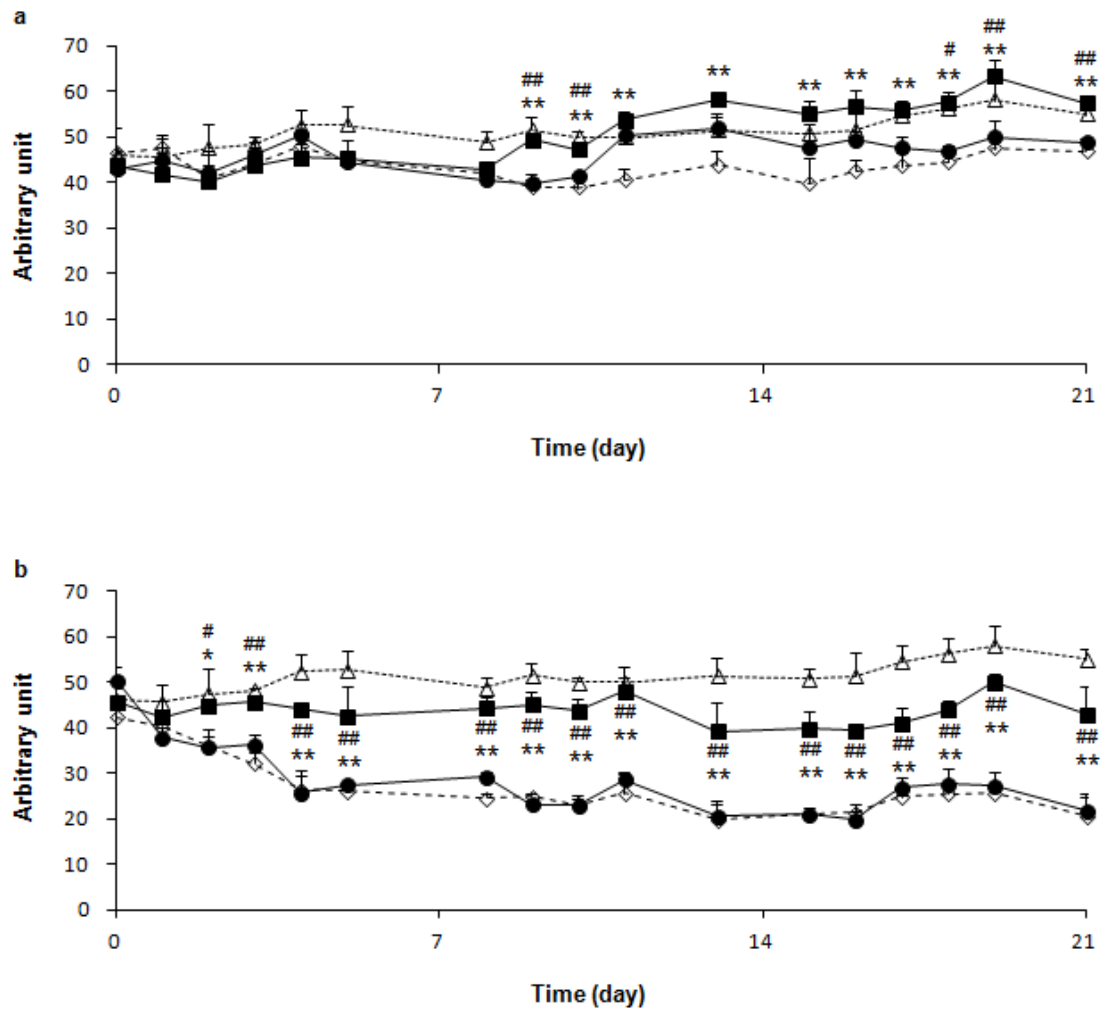 a
Arbitrary unit
70
60
50
40
30
20
10
0
## ## # ## ##
** ** ** ** ** ** ** ** ** **
0 7 14 21
Time (day)
b
Arbitrary unit
70
60
50
40
30
20
10
0
# ##
* **
## ## ## ## ## ## ## ## ## ## ## ## ##
** ** ** ** ** ** ** ** ** ** ** ** **
0 7 14 21
Time (day)